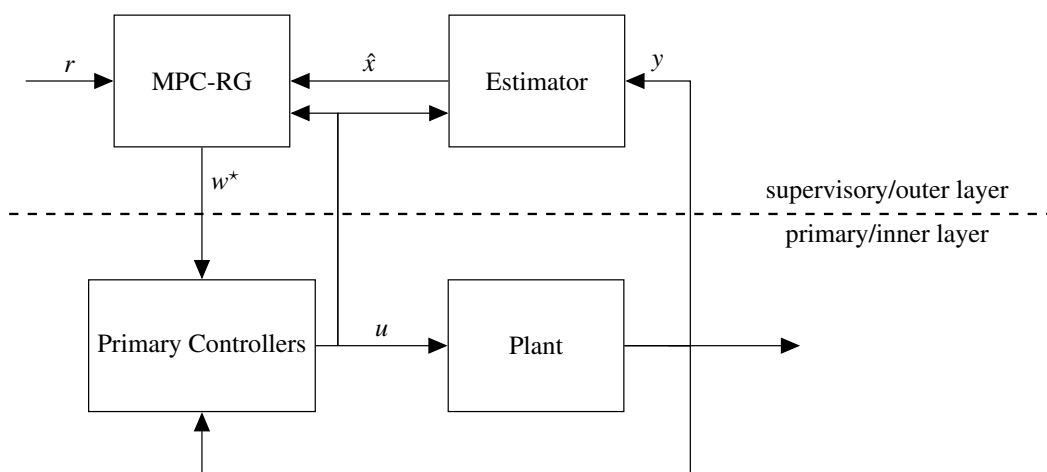 r
MPC-RG
x̂
Estimator
y
w⋆
supervisory/outer layer
primary/inner layer
Primary Controllers
u
Plant